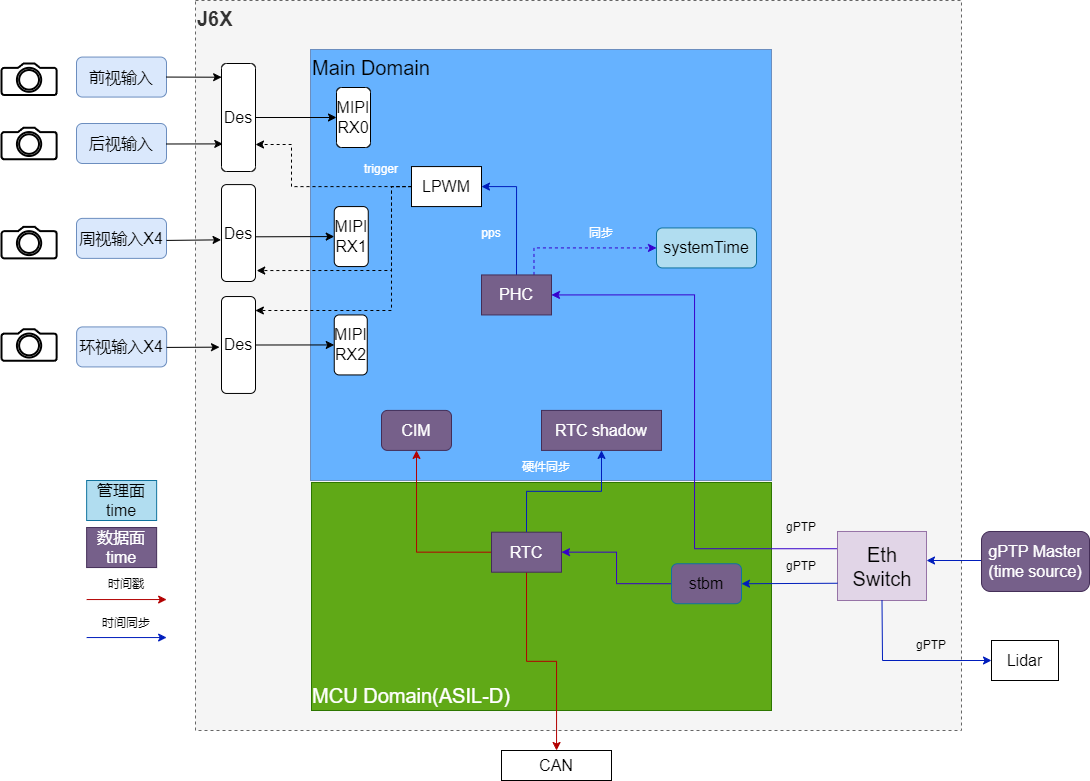 J6X
Main Domain
前视输入
Des
MIPI
RX0
后视输入
trigger
LPWM
周视输入X4
Des
MIPI
RX1
pps
同步
systemTime
PHC
环视输入X4
Des
MIPI
RX2
CIM
RTC shadow
硬件同步
管理面
time
数据面
time
时间戳
时间同步
RTC
stbm
gPTP
gPTP
Eth
Switch
gPTP Master
(time source)
gPTP
Lidar
MCU Domain(ASIL-D)
CAN